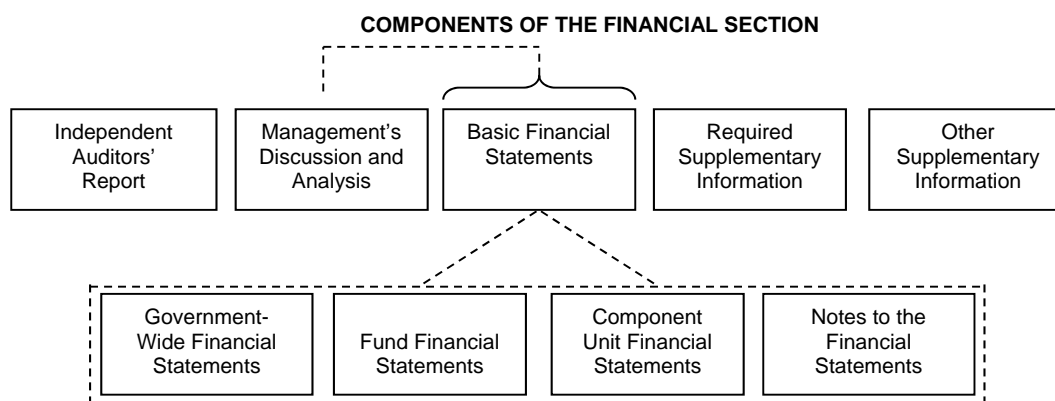 COMPONENTS OF THE FINANCIAL SECTION
Independent
Auditors’
Report
Management’s
Discussion and
Analysis
Basic Financial
Statements
Required
Supplementary
Information
Other
Supplementary
Information
Government-
Wide Financial
Statements
Fund Financial
Statements
Component
Unit Financial
Statements
Notes to the
Financial
Statements